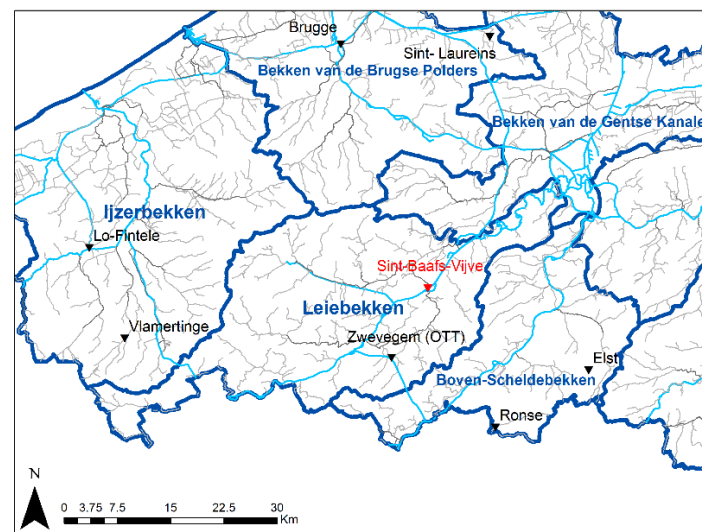 Brugge
Sint- Laureins
Bekken van de Brugse Polders
Bekken van de Gentse Kanale
Ijzerbekken
Lo-Fintele
Sint-Baafs-Vijve
Leiebekken
Vlamertinge
Zwevegem (OTT)
Elst
Boven-Scheldebekken
Ronse
N
0 3.75 7.5 15 22.5 30
Km